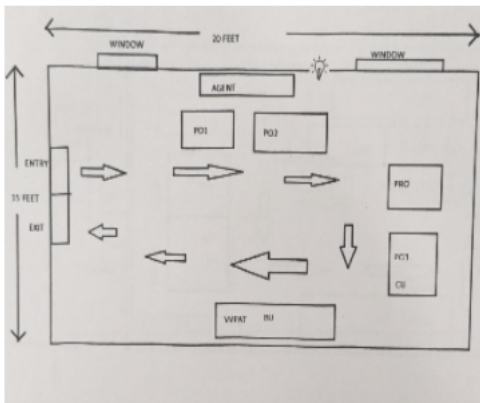 20 FEET
WINDOW
WINDOW
AGENT
PO1
PO2
ENTRY
PRO
15 FEET
EXIT
PO3
CU
VVPAT BU